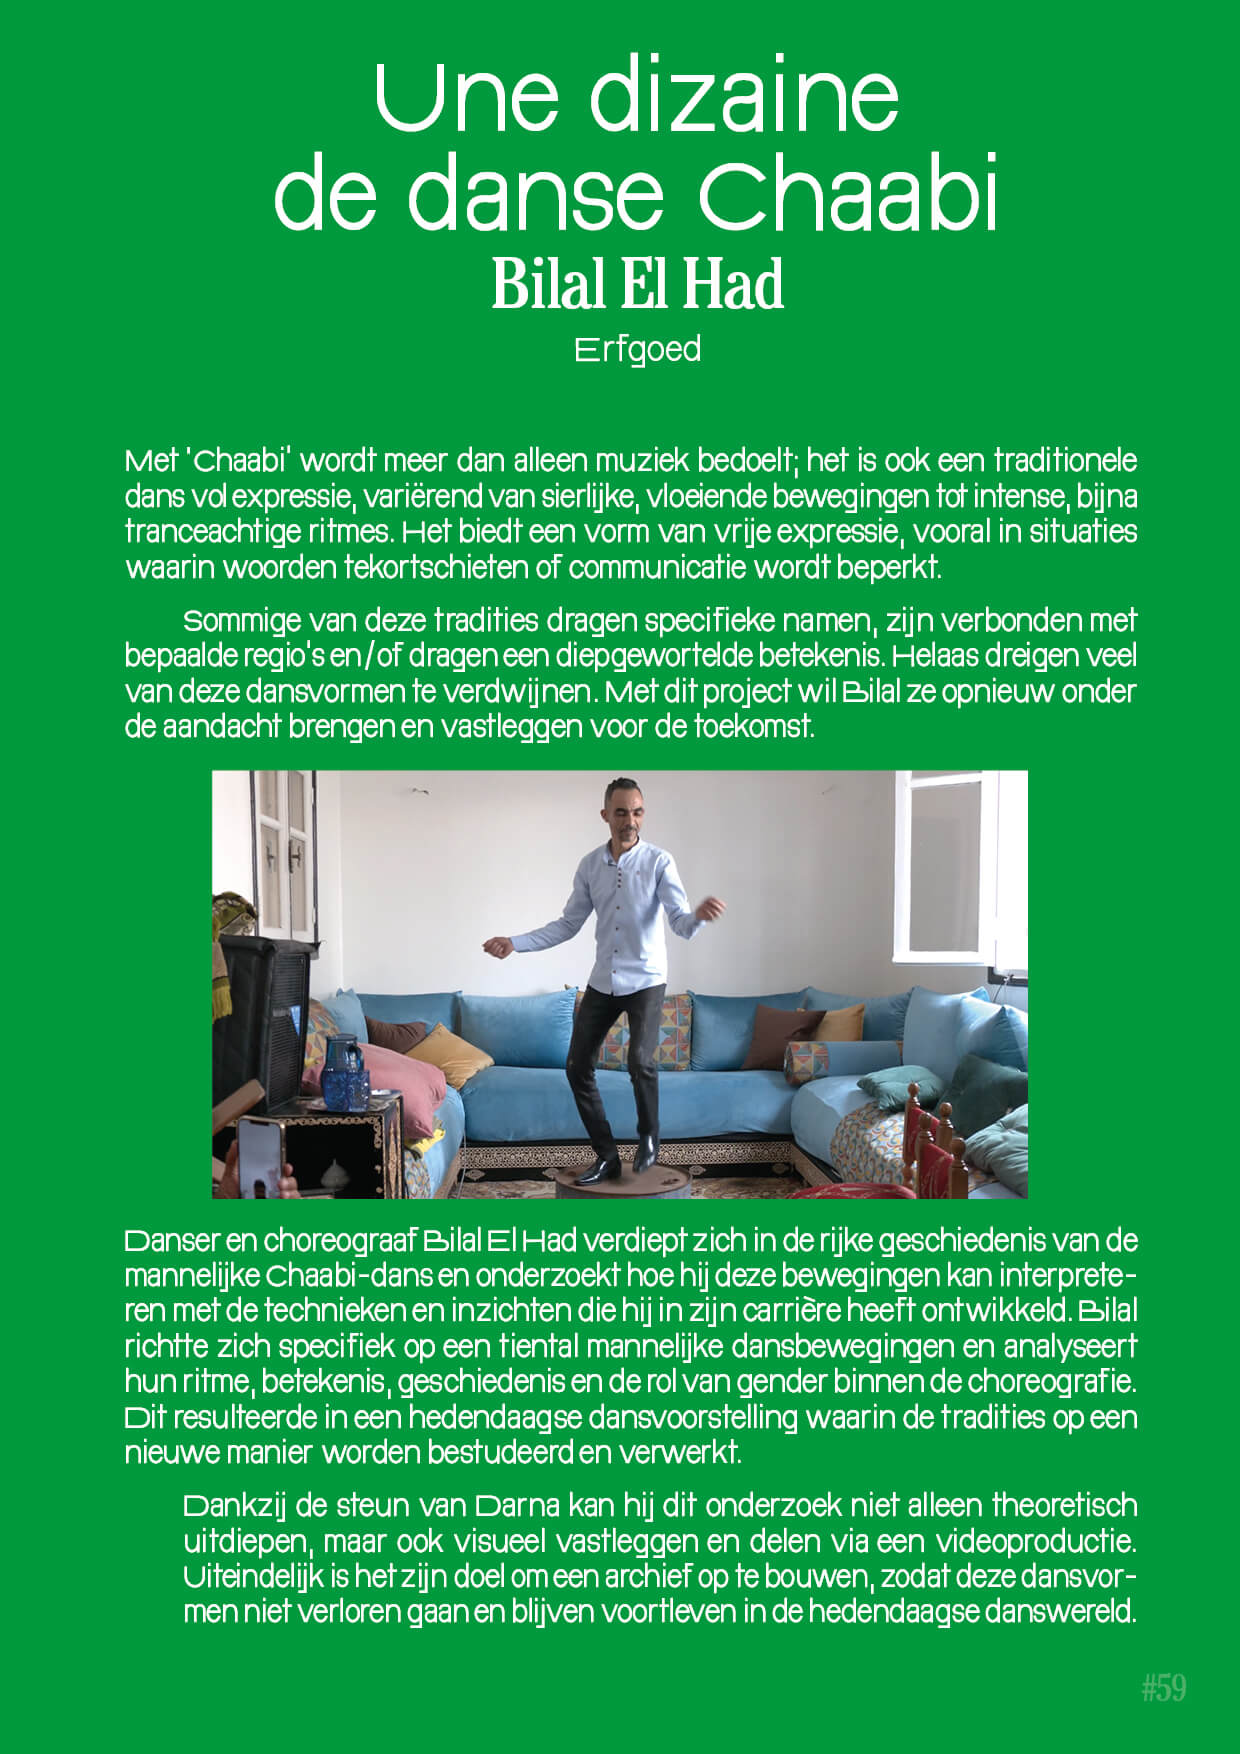 Une dizaine
de danse Chaabi
Bilal El Had
Erfgoed
Met 'Chaabi' wordt meer dan alleen muziek bedoelt; het is ook een traditionele
dans vol expressie, variërend van sierlijke, vloeiende bewegingen tot intense, bijna
tranceachtige ritmes. Het biedt een vorm van vrije expressie, vooral in situaties
waarin woorden tekortschieten of communicatie wordt beperkt.
Sommige van deze tradities dragen specifieke namen, zijn verbonden met
bepaalde regio's en/of dragen een diepgewortelde betekenis. Helaas dreigen veel
van deze dansvormen te verdwijnen. Met dit project wil Bilal ze opnieuw onder
de aandacht brengen en vastleggen voor de toekomst.
Danser en choreograaf Bilal El Had verdiept zich in de rijke geschiedenis van de
mannelijke Chaabi-dans en onderzoekt hoe hij deze bewegingen kan interprete-
ren met de technieken en inzichten die hij in zijn carrière heeft ontwikkeld. Bilal
richtte zich specifiek op een tiental mannelijke dansbewegingen en analyseert
hun ritme, betekenis, geschiedenis en de rol van gender binnen de choreografie.
Dit resulteerde in een hedendaagse dansvoorstelling waarin de tradities op een
nieuwe manier worden bestudeerd en verwerkt.
Dankzij de steun van Darna kan hij dit onderzoek niet alleen theoretisch
uitdiepen, maar ook visueel vastleggen en delen via een videoproductie.
Uiteindelijk is het zijn doel om een archief op te bouwen, zodat deze dansvor-
men niet verloren gaan en blijven voortleven in de hedendaagse danswereld.
#59